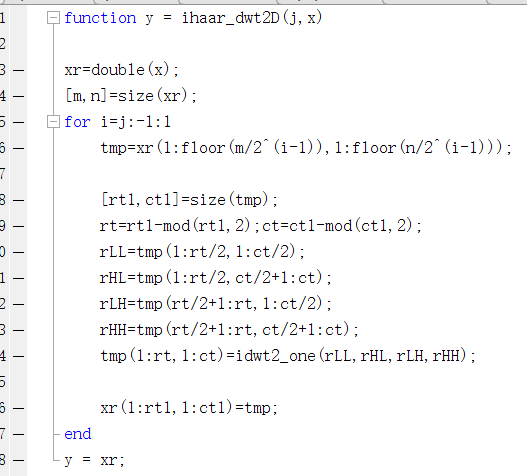 1 function y = ihaar_dwt2D(j,x)
2
3 — xr=double(x);
4 — [m,n]=size(xr);
5 — for i=j:-1:1
6 — tmp=xr(1:floor(m/2^(i-1)),1:floor(n/2^(i-1)));
7
8 — [rt1,ct1]=size(tmp);
9 — rt=rt1-mod(rt1,2);ct=ct1-mod(ct1,2);
0 — rLL=tmp(1:rt/2,1:ct/2);
1 — rHL=tmp(1:rt/2,ct/2+1:ct);
2 — rLH=tmp(rt/2+1:rt,1:ct/2);
3 — rHH=tmp(rt/2+1:rt,ct/2+1:ct);
4 — tmp(1:rt,1:ct)=idwt2_one(rLL,rHL,rLH,rHH);
5
6 — xr(1:rt1,1:ct1)=tmp;
7 — end
8 — y = xr;